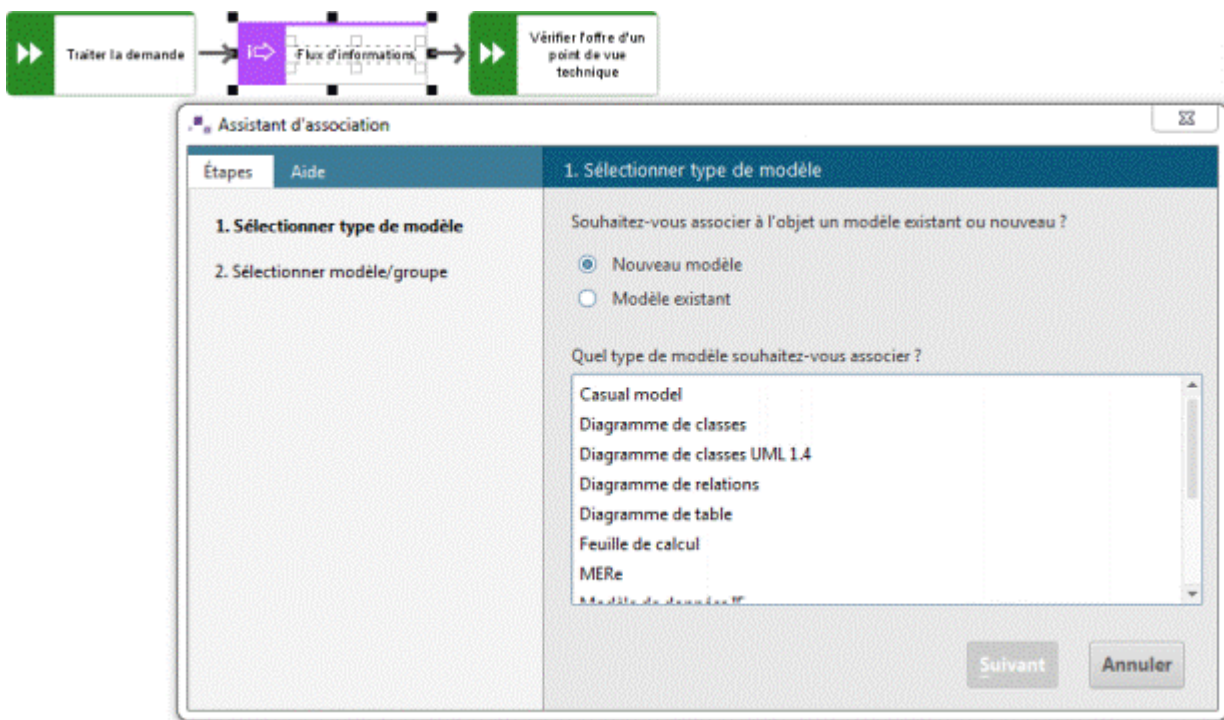 Traiter la demande
Flux d'informations
Vérifier l'offre d'un
point de vue
technique
Assistant d'association
Étapes
Aide
1. Sélectionner type de modèle
1. Sélectionner type de modèle
2. Sélectionner modèle/groupe
Souhaitez-vous associer à l'objet un modèle existant ou nouveau ?
Nouveau modèle
Modèle existant
Quel type de modèle souhaitez-vous associer ?
Casual model
Diagramme de classes
Diagramme de classes UML 1.4
Diagramme de relations
Diagramme de table
Feuille de calcul
MERe
Modèle de données
Suivant
Annuler